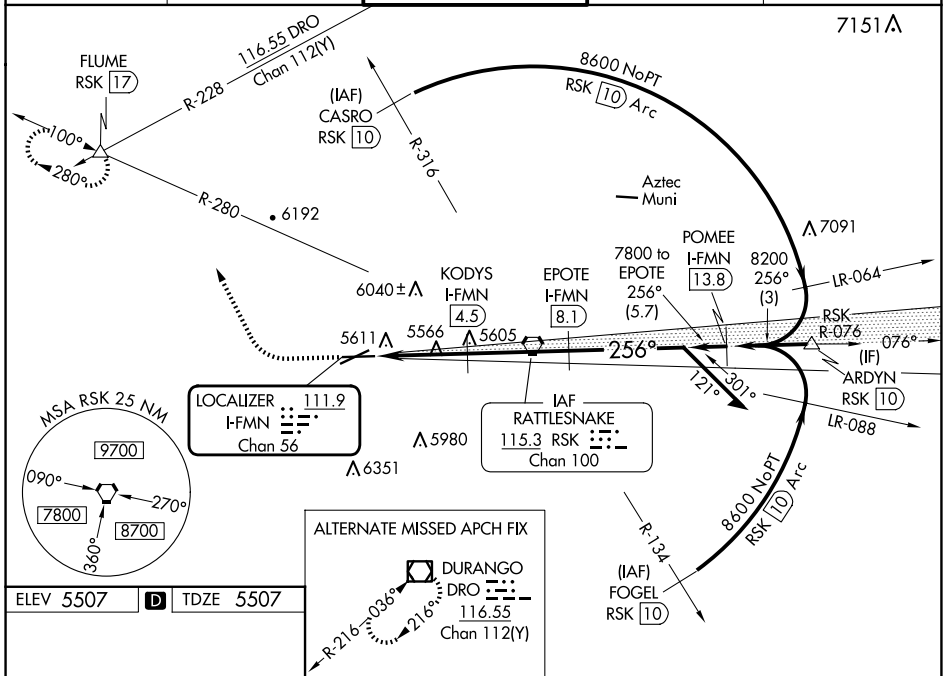 7151
FLUME
RSK 17
116.55 DRO
Chan 112(Y)
R-228
100°
280°
R-280
6192
(IAF)
CASRO
RSK 10
R-316
8600 NoPT
RSK 10 Arc
Aztec
Muni
7091
POMEE
I-FMN
13.8
8200
256°
(3)
LR-064
7800 to
EPOTE
256°
(5.7)
6040±
KODYS
I-FMN
4.5
EPOTE
I-FMN
8.1
5611
5566
5605
256°
RSK
R-076
076°
(IF)
ARDYN
RSK 10
301°
121°
LR-088
LOCALIZER 111.9
I-FMN
Chan 56
IAF
RATTLESNAKE
115.3 RSK
Chan 100
5980
6351
MSA RSK 25 NM
9700
090°
270°
7800
8700
360°
8600 NoPT
RSK 10 Arc
R-134
(IAF)
FOGEL
RSK 10
ALTERNATE MISSED APCH FIX
DURANGO
DRO
116.55
Chan 112(Y)
R-216
036°
216°
ELEV 5507 D TDZE 5507